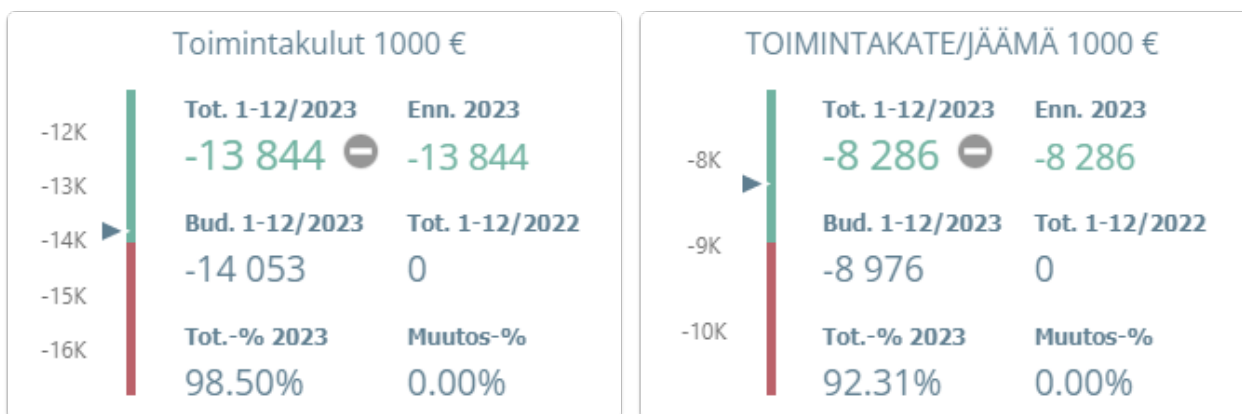 Toimintakulut 1000 €
-12K
-13K
-14K
-15K
-16K
Tot. 1-12/2023 Enn. 2023
-13 844 -13 844
Bud. 1-12/2023 Tot. 1-12/2022
-14 053 0
Tot.-% 2023 Muutos-%
98.50% 0.00%
TOIMINTAKATE/JÄÄMÄ 1000 €
-8K
-9K
-10K
Tot. 1-12/2023 Enn. 2023
-8 286 -8 286
Bud. 1-12/2023 Tot. 1-12/2022
-8 976 0
Tot.-% 2023 Muutos-%
92.31% 0.00%